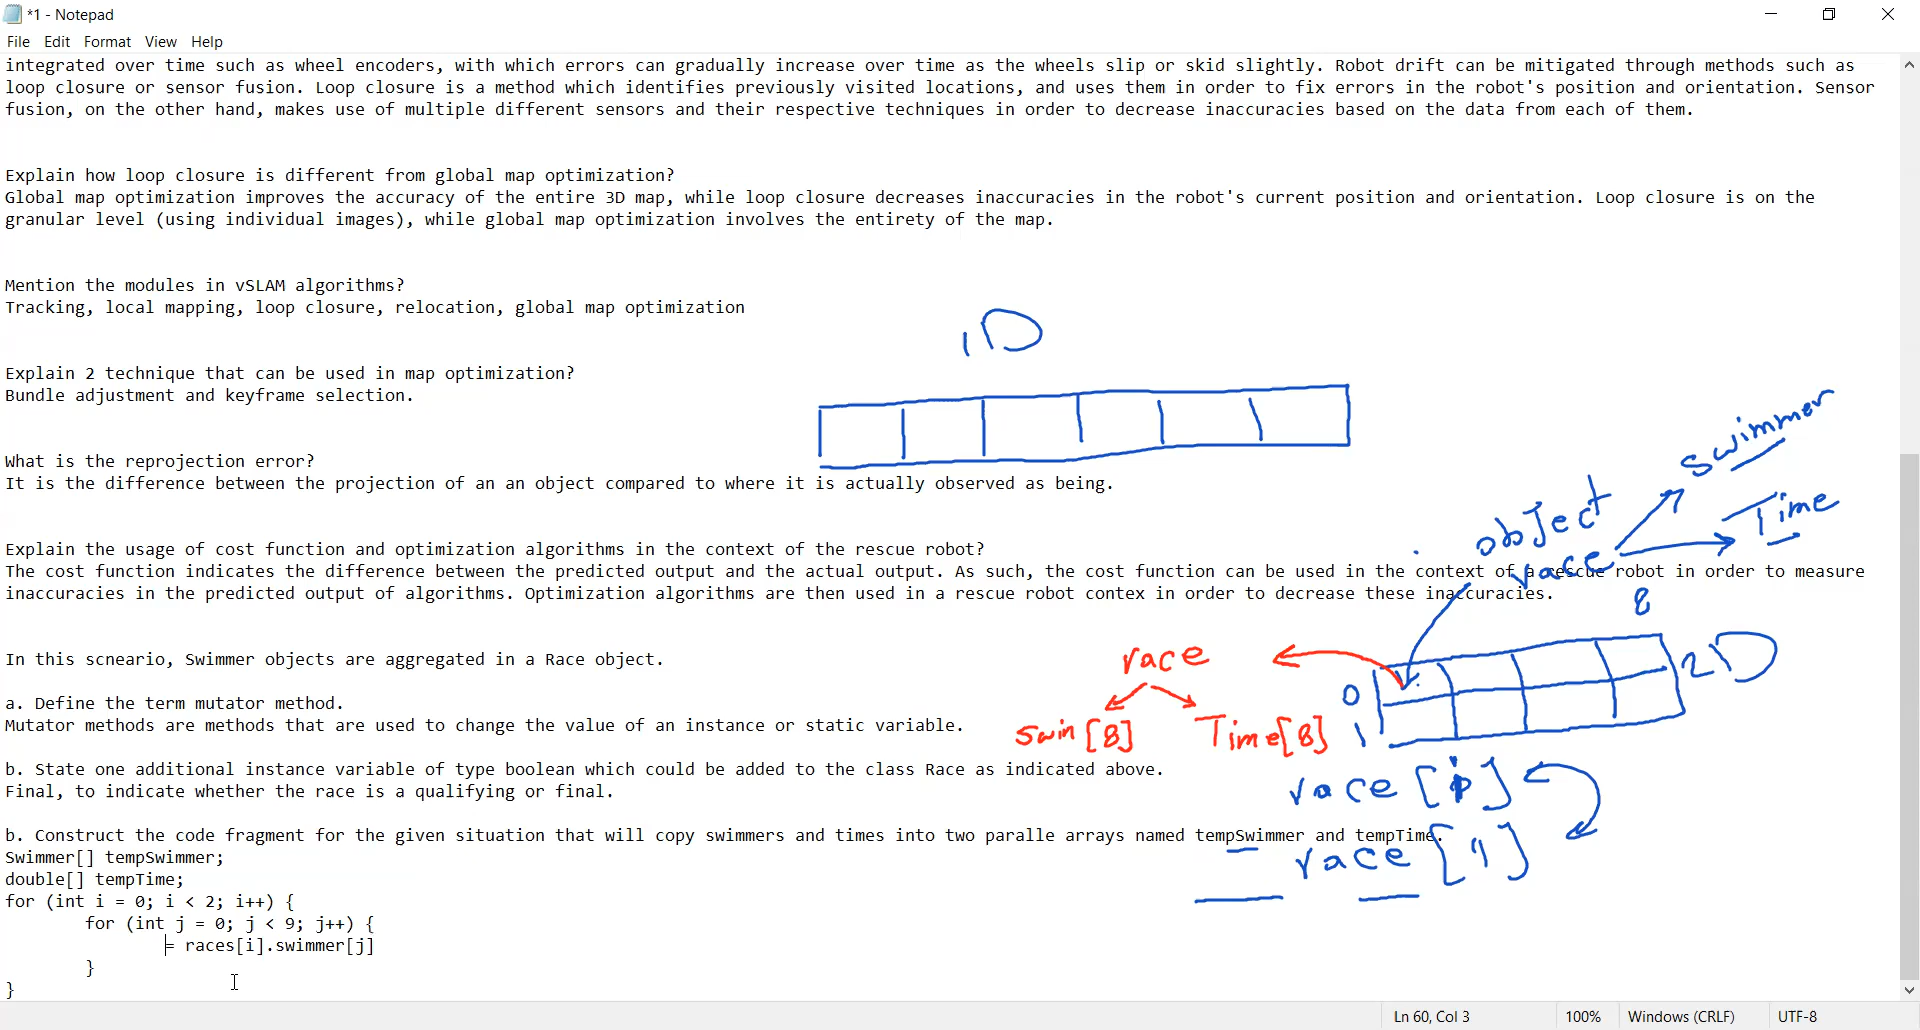 *1 - Notepad
File Edit Format View Help
integrated over time such as wheel encoders, with which errors can gradually increase over time as the wheels slip or skid slightly. Robot drift can be mitigated through methods such as
loop closure or sensor fusion. Loop closure is a method which identifies previously visited locations, and uses them in order to fix errors in the robot's position and orientation. Sensor
fusion, on the other hand, makes use of multiple different sensors and their respective techniques in order to decrease inaccuracies based on the data from each of them.
Explain how loop closure is different from global map optimization?
Global map optimization improves the accuracy of the entire 3D map, while loop closure decreases inaccuracies in the robot's current position and orientation. Loop closure is on the
granular level (using individual images), while global map optimization involves the entirety of the map.
Mention the modules in vSLAM algorithms?
Tracking, local mapping, loop closure, relocation, global map optimization
1D
Explain 2 technique that can be used in map optimization?
Bundle adjustment and keyframe selection.
swimmer
What is the reprojection error?
It is the difference between the projection of an an object compared to where it is actually observed as being.
object
Time
Explain the usage of cost function and optimization algorithms in the context of the rescue robot?
The cost function indicates the difference between the predicted output and the actual output. As such, the cost function can be used in the context of a rescue robot in order to measure
race
inaccuracies in the predicted output of algorithms. Optimization algorithms are then used in a rescue robot contex in order to decrease these inaccuracies.
8
In this scneario, Swimmer objects are aggregated in a Race object.
race
2D
0
a. Define the term mutator method.
Mutator methods are methods that are used to change the value of an instance or static variable.
swim [8]
Time[8]
1
b. State one additional instance variable of type boolean which could be added to the class Race as indicated above.
Final, to indicate whether the race is a qualifying or final.
race [i]
b. Construct the code fragment for the given situation that will copy swimmers and times into two paralle arrays named tempSwimmer and tempTime.
race [1]
Swimmer[] tempSwimmer;
double[] tempTime;
for (int i = 0; i < 2; i++) {
for (int j = 0; j < 9; j++) {
= races[i].swimmer[j]
}
}
Ln 60, Col 3 100% Windows (CRLF) UTF-8